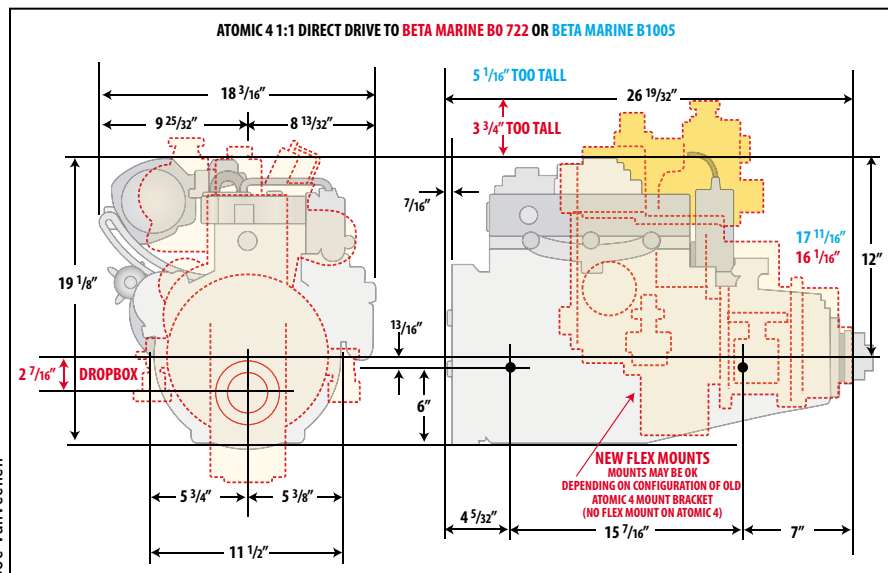 ATOMIC 4 1:1 DIRECT DRIVE TO BETA MARINE B0 722 OR BETA MARINE B1005
5 1/16″ TOO TALL
18 3/16″
26 19/32″
9 25/32″
8 13/32″
3 3/4″ TOO TALL
7/16″
17 11/16″
16 1/16″
12″
19 1/8″
13/16″
2 7/16″
DROPBOX
6″
NEW FLEX MOUNTS
MOUNTS MAY BE OK
DEPENDING ON CONFIGURATION OF OLD
ATOMIC 4 MOUNT BRACKET
(NO FLEX MOUNT ON ATOMIC 4)
5 3/4″
5 3/8″
4 5/32″
15 7/16″
7″
11 1/2″